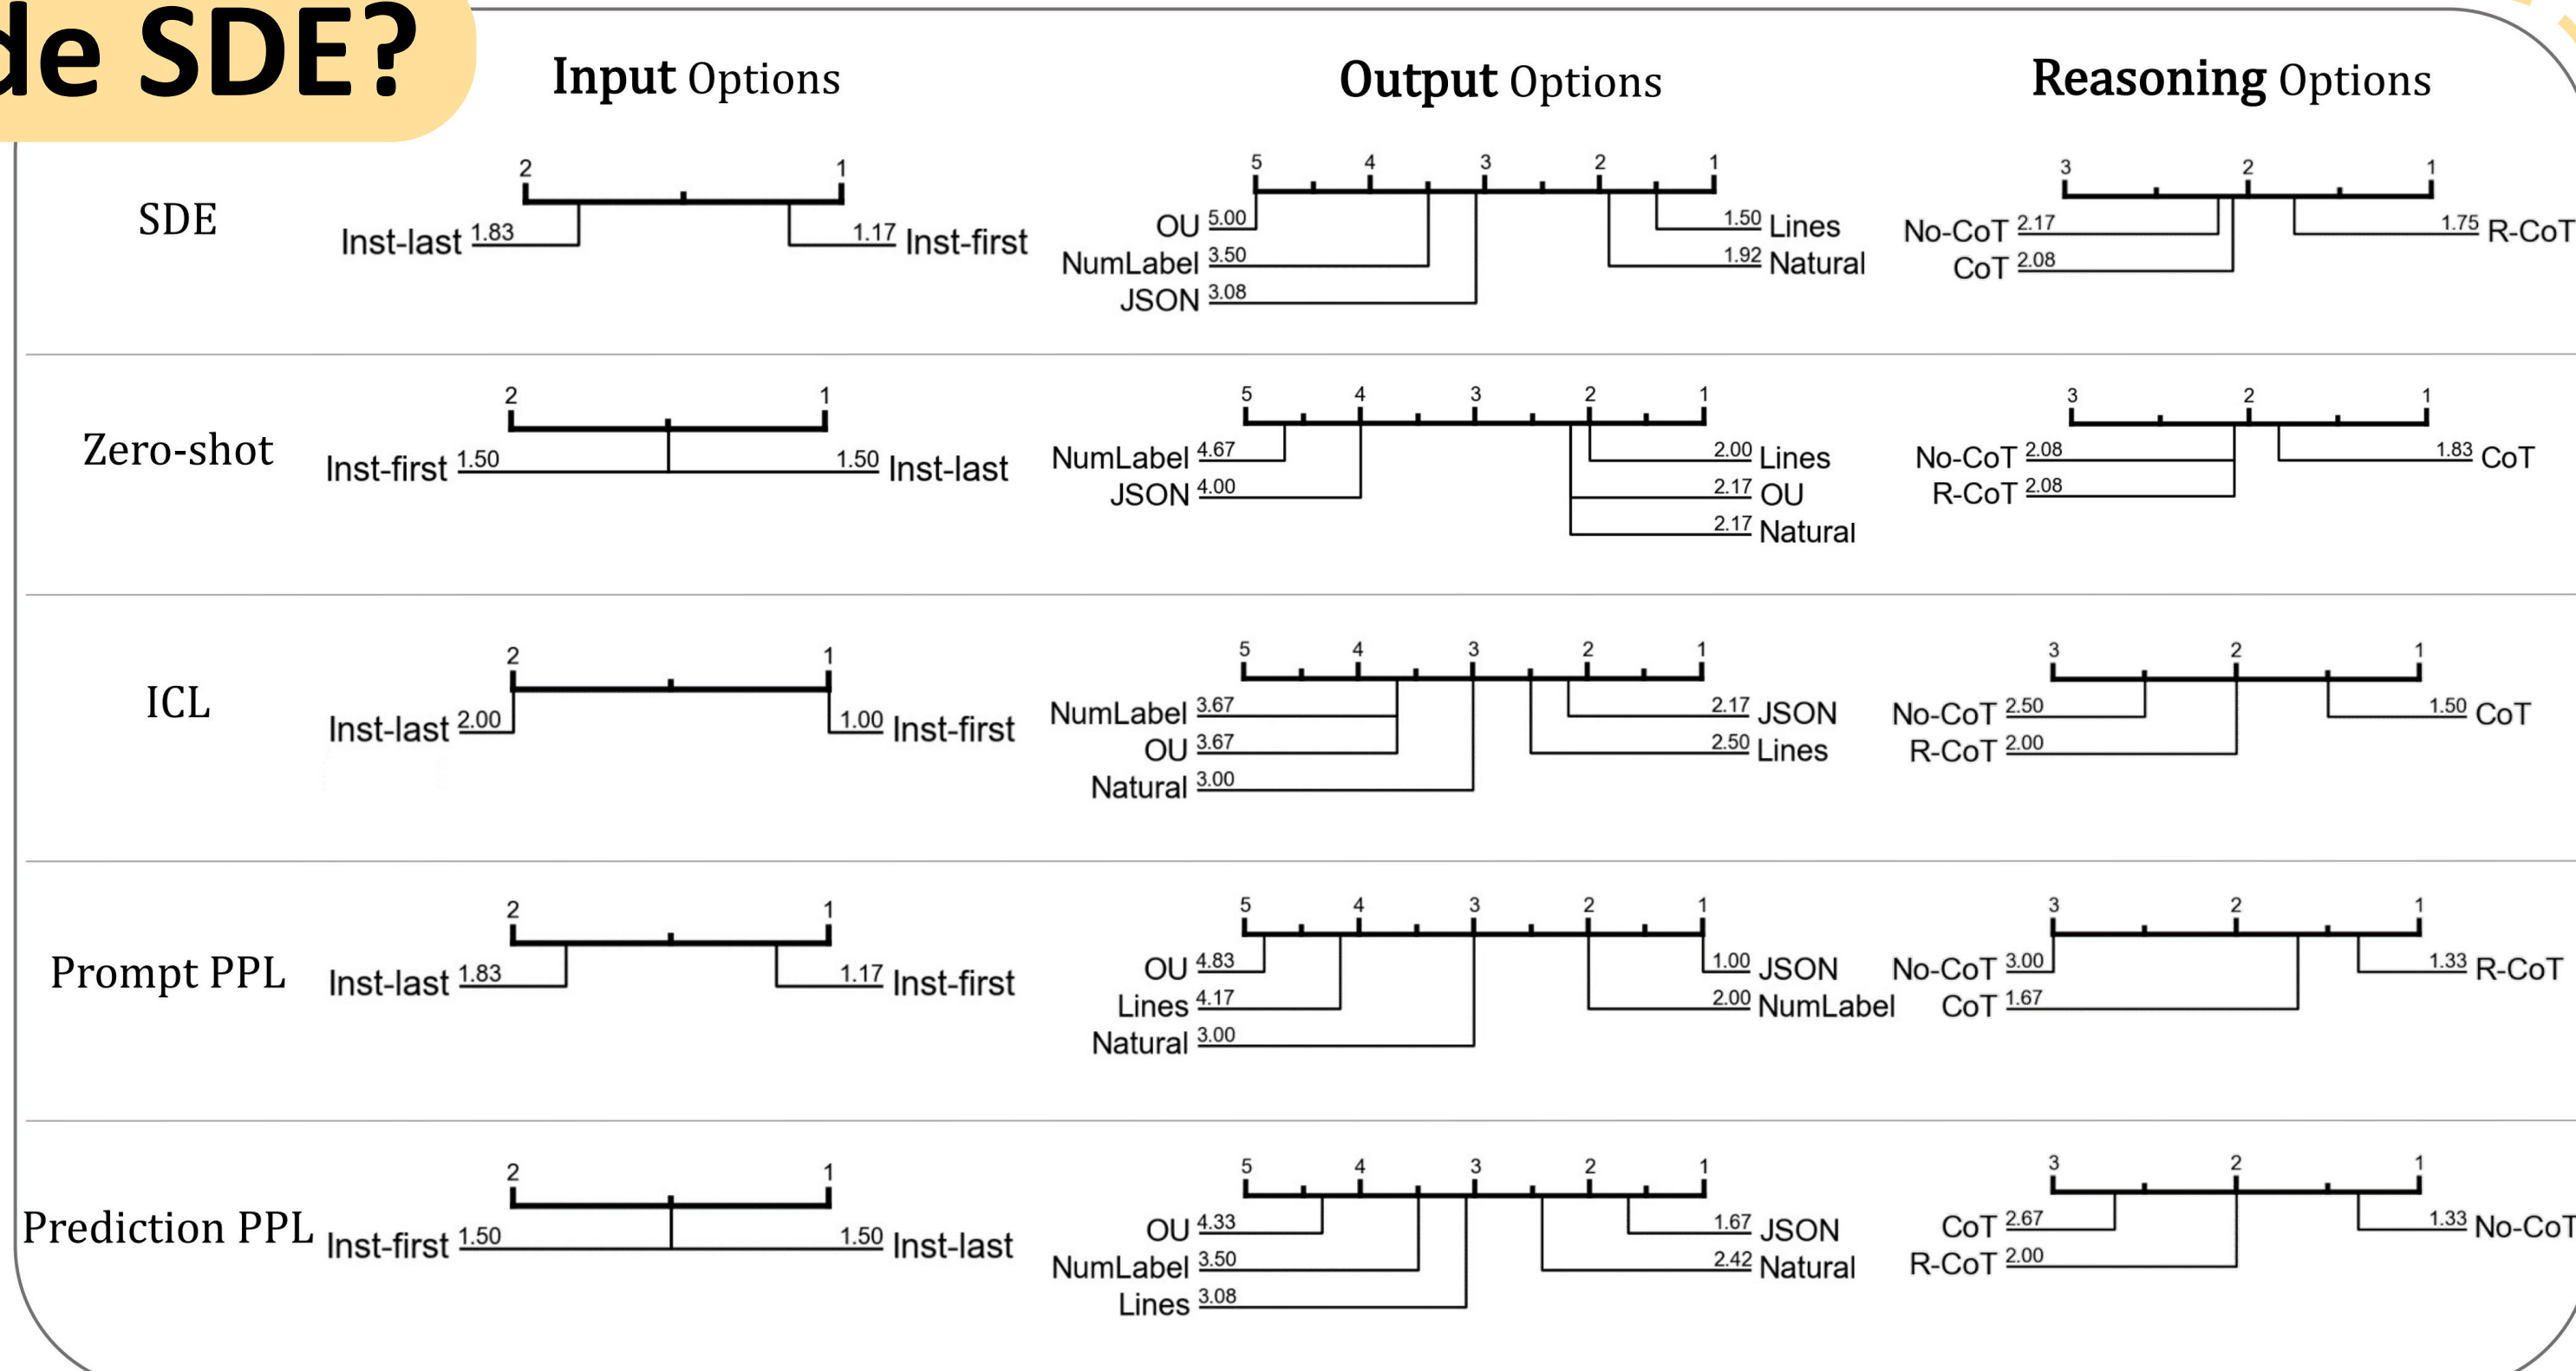 de SDE?
Input Options
Output Options
Reasoning Options
SDE
2 1
Inst-last 1.83
1.17 Inst-first
5 4 3 2 1
OU 5.00
NumLabel 3.50
JSON 3.08
1.50 Lines
1.92 Natural
3 2 1
No-CoT 2.17
CoT 2.08
1.75 R-CoT
Zero-shot
2 1
Inst-first 1.50
1.50 Inst-last
5 4 3 2 1
NumLabel 4.67
JSON 4.00
2.00 Lines
2.17 OU
2.17 Natural
3 2 1
No-CoT 2.08
R-CoT 2.08
1.83 CoT
ICL
2 1
Inst-last 2.00
1.00 Inst-first
5 4 3 2 1
NumLabel 3.67
OU 3.67
Natural 3.00
2.17 JSON
2.50 Lines
3 2 1
No-CoT 2.50
R-CoT 2.00
1.50 CoT
Prompt PPL
2 1
Inst-last 1.83
1.17 Inst-first
5 4 3 2 1
OU 4.83
Lines 4.17
Natural 3.00
1.00 JSON
2.00 NumLabel
3 2 1
No-CoT 3.00
CoT 1.67
1.33 R-CoT
Prediction PPL
2 1
Inst-first 1.50
1.50 Inst-last
5 4 3 2 1
OU 4.33
NumLabel 3.50
Lines 3.08
1.67 JSON
2.42 Natural
3 2 1
CoT 2.67
R-CoT 2.00
1.33 No-CoT